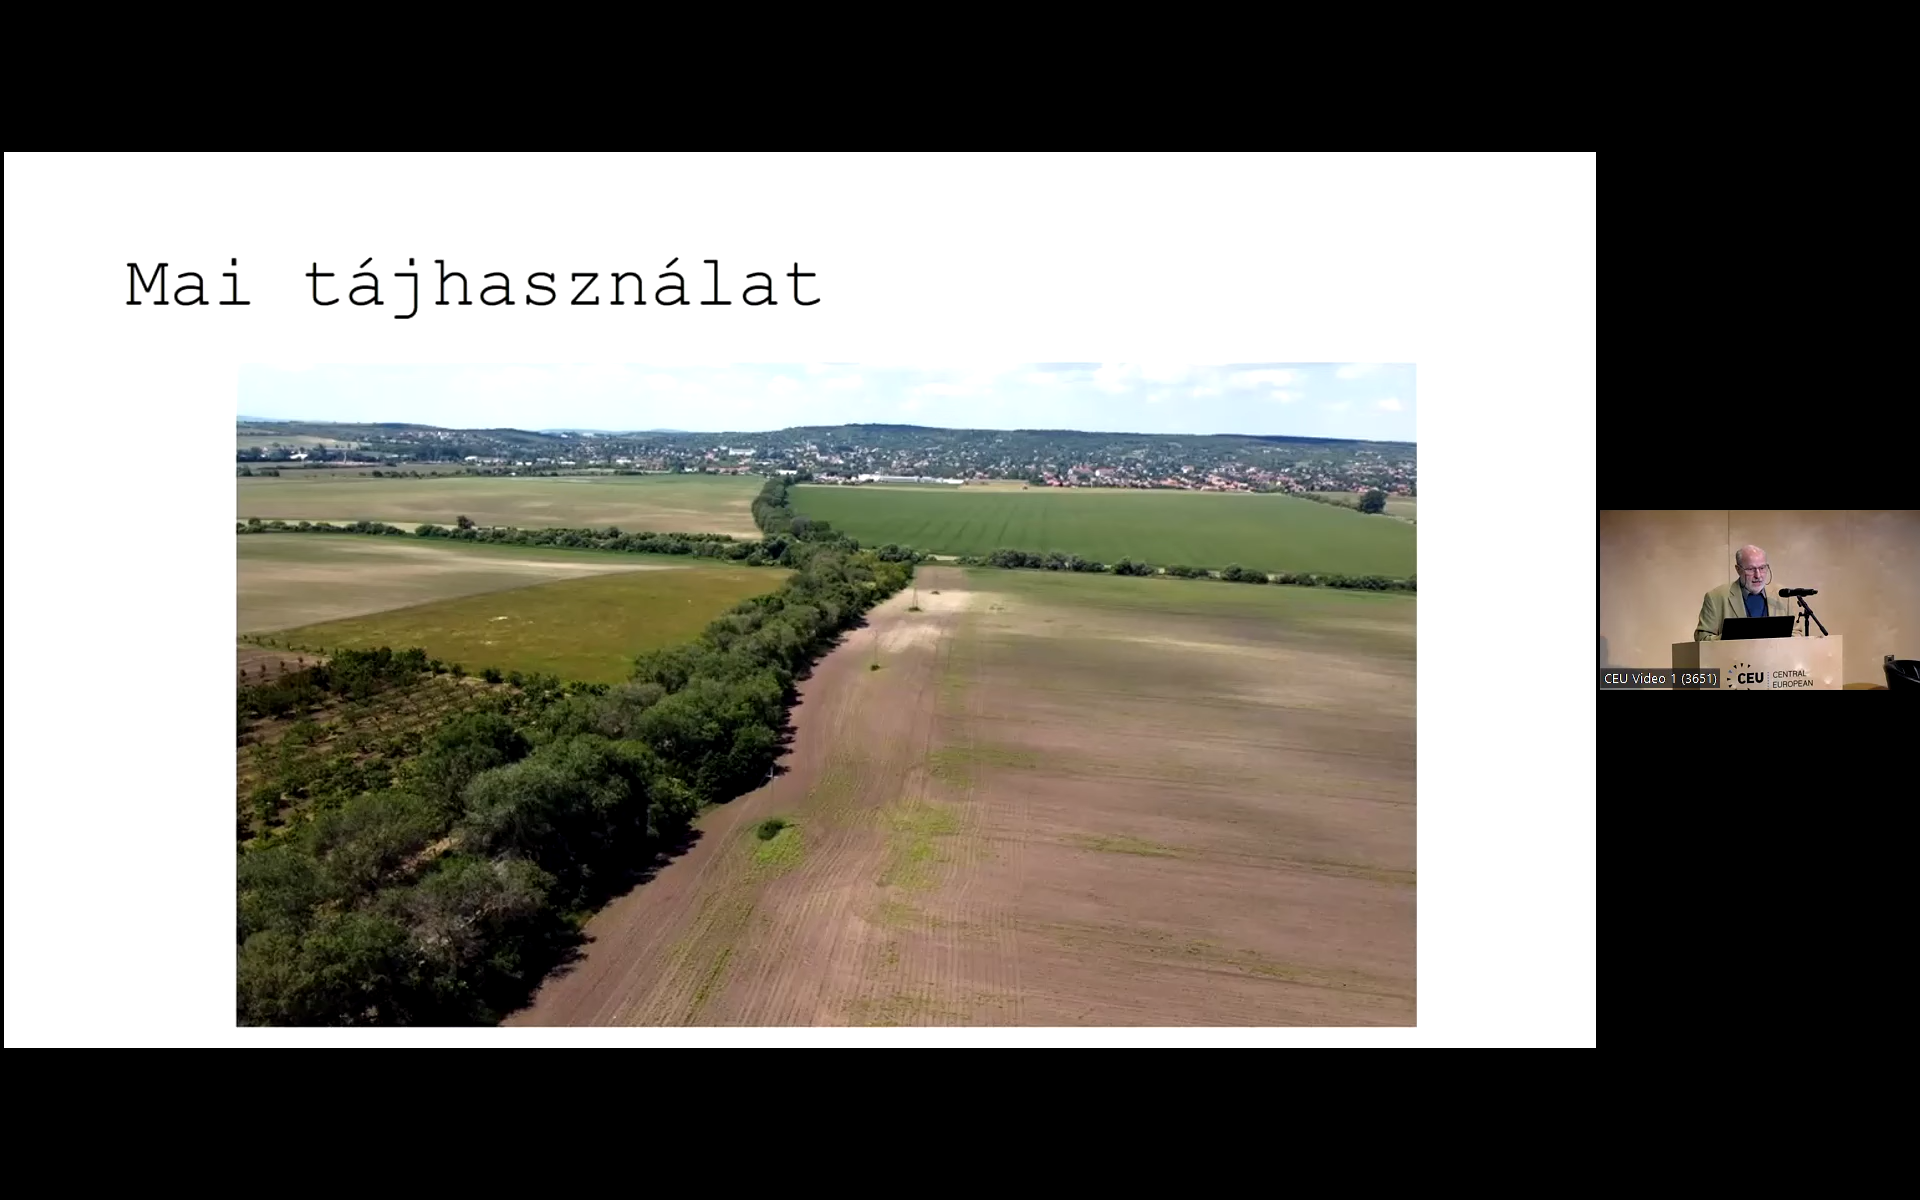 Mai tájhasználat
CEU Video 1 (3651)
CEU
CENTRAL
EUROPEAN